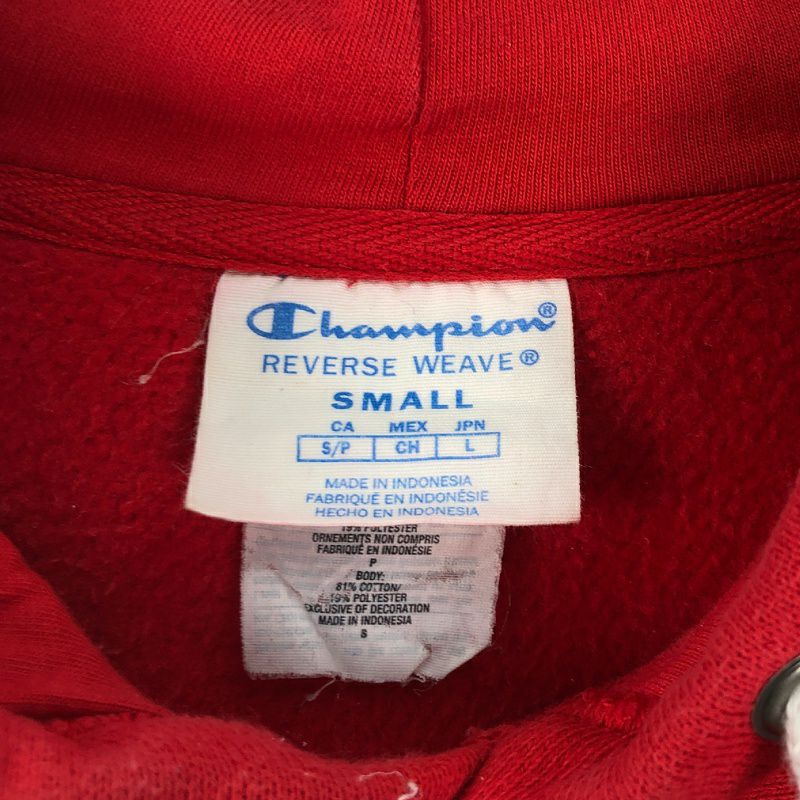 Champion®
REVERSE WEAVE®
SMALL
CA MEX JPN
S/P CH L
MADE IN INDONESIA
FABRIQUÉ EN INDONÉSIE
HECHO EN INDONESIA
19% POLYESTER
ORNEMENTS NON COMPRIS
FABRIQUÉ EN INDONÉSIE
P
BODY:
81% COTTON/
19% POLYESTER
EXCLUSIVE OF DECORATION
MADE IN INDONESIA
S